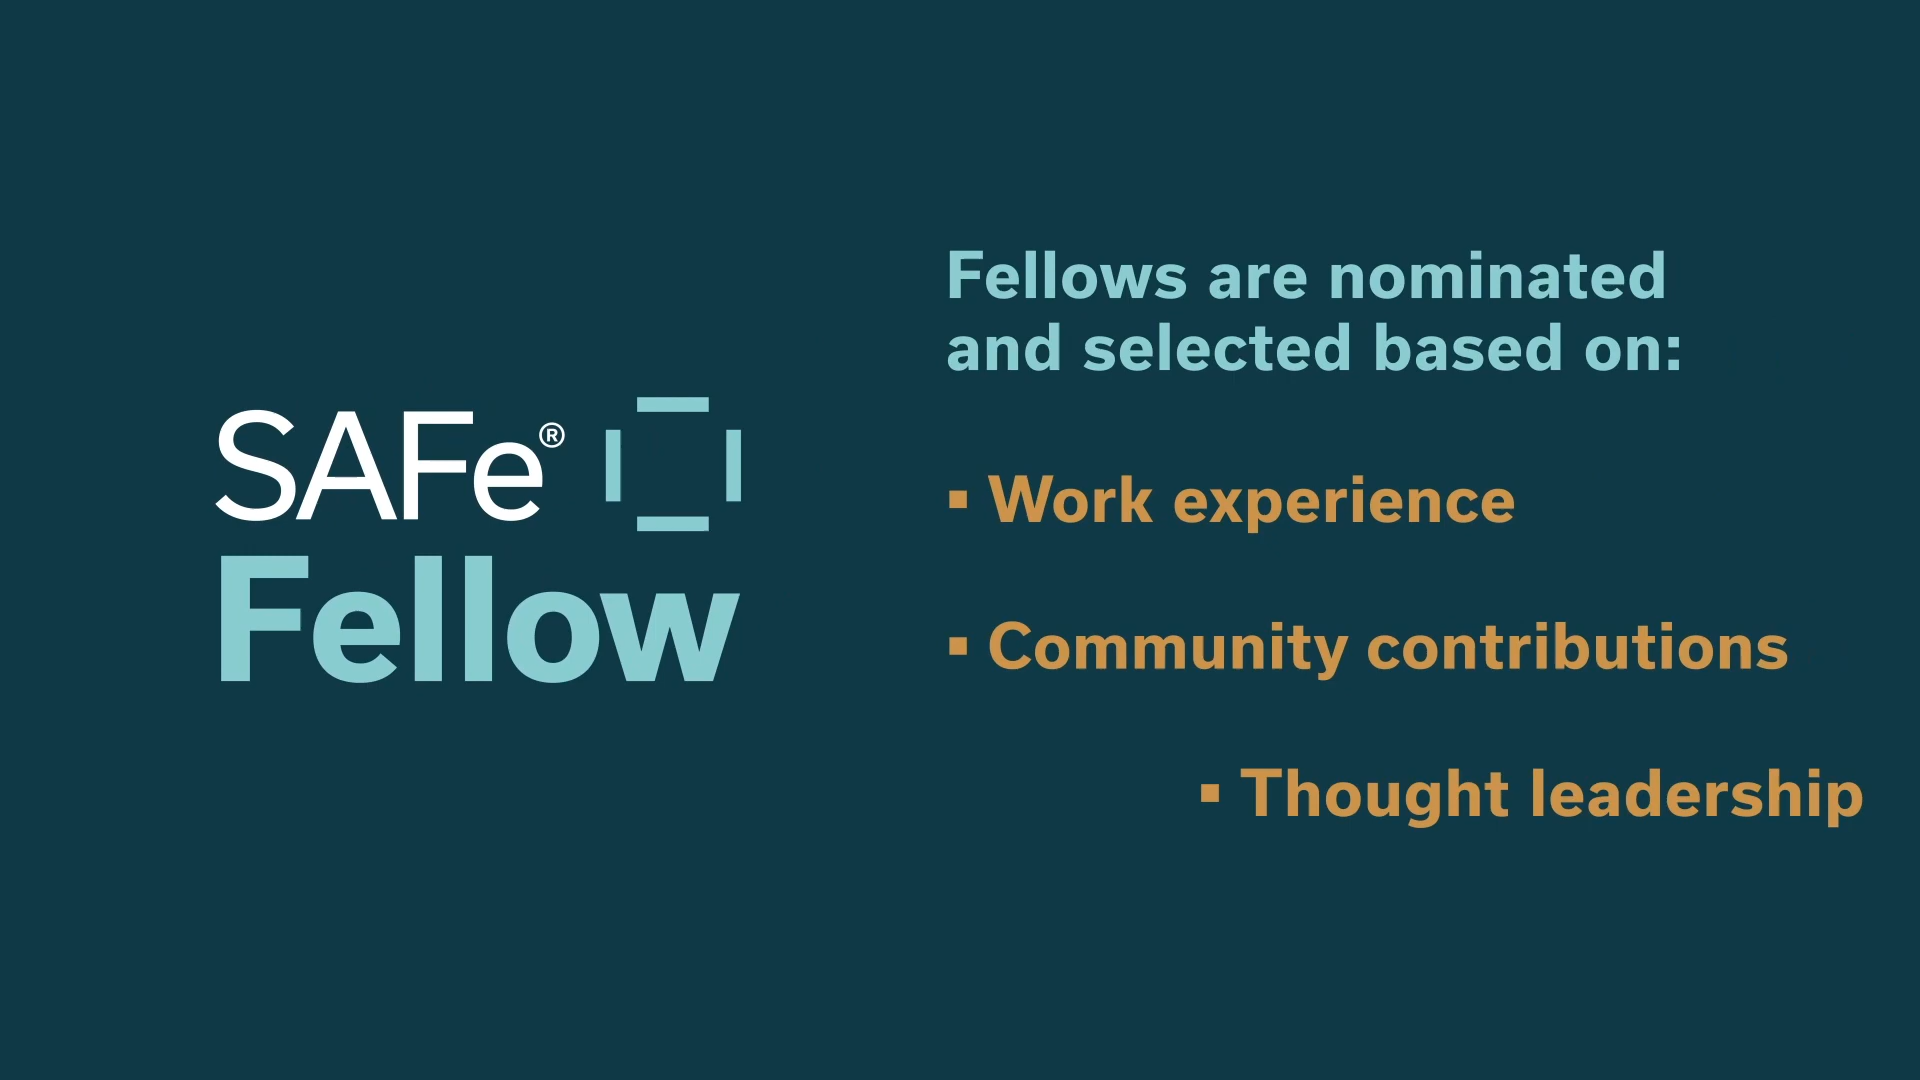 SAFe®
Fellow
Fellows are nominated
and selected based on:
▪ Work experience
▪ Community contributions
▪ Thought leadership